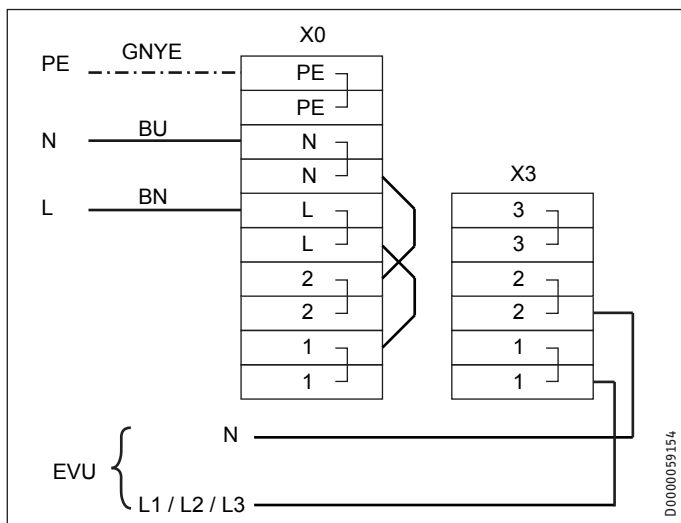 X0
PE GNYE PE
PE
N BU N
N X3
L BN L 3
L 3
2 2
2 2
1 1
1 1
N
EVU
L1 / L2 / L3
D0000059154